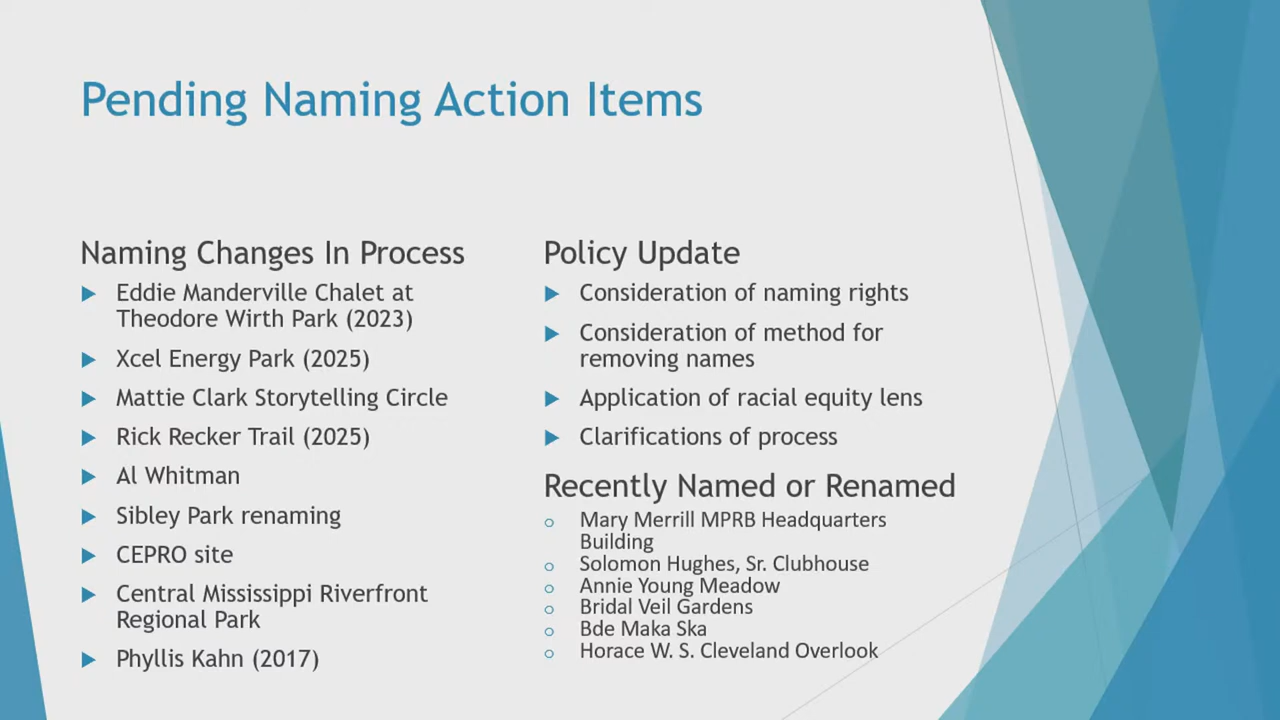 Pending Naming Action Items
Naming Changes In Process
Eddie Manderville Chalet at
Theodore Wirth Park (2023)
Xcel Energy Park (2025)
Mattie Clark Storytelling Circle
Rick Recker Trail (2025)
Al Whitman
Sibley Park renaming
CEPRO site
Central Mississippi Riverfront
Regional Park
Phyllis Kahn (2017)
Policy Update
Consideration of naming rights
Consideration of method for
removing names
Application of racial equity lens
Clarifications of process
Recently Named or Renamed
Mary Merrill MPRB Headquarters
Building
Solomon Hughes, Sr. Clubhouse
Annie Young Meadow
Bridal Veil Gardens
Bde Maka Ska
Horace W. S. Cleveland Overlook